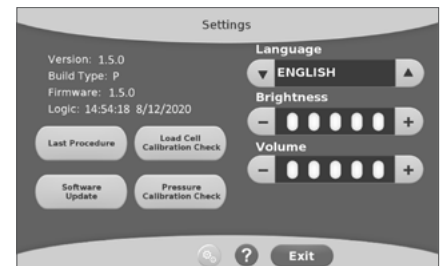 Settings
Version: 1.5.0
Build Type: P
Firmware: 1.5.0
Logic: 14:54:18 8/12/2020
Last Procedure
Load Cell
Calibration Check
Software
Update
Pressure
Calibration Check
Language
ENGLISH
Brightness
− +
Volume
− +
?
Exit